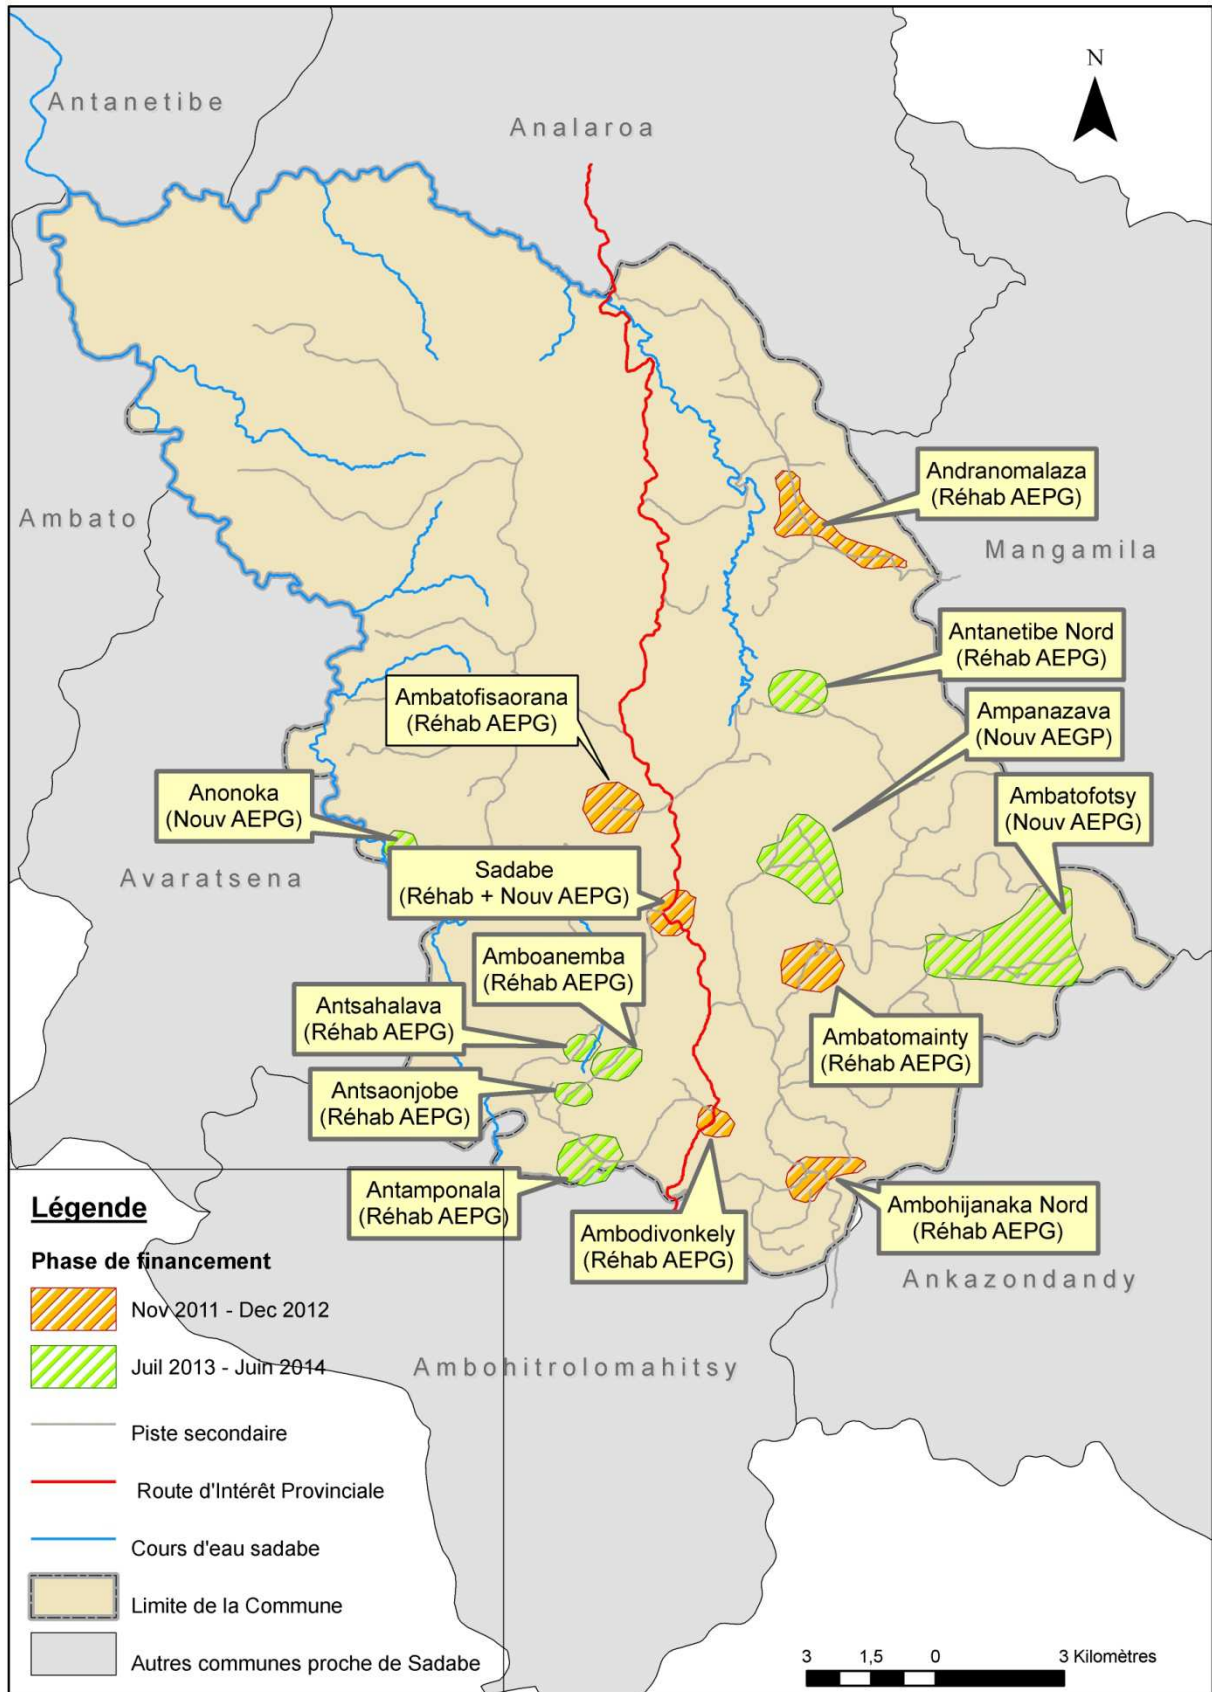 N
Antanetibe
Analaroa
Andranomalaza
(Réhab AEPG)
Ambato
Mangamila
Antanetibe Nord
(Réhab AEPG)
Ambatofisaorana
(Réhab AEPG)
Ampanazava
(Nouv AEGP)
Anonoka
(Nouv AEPG)
Ambatofotsy
(Nouv AEPG)
Avaratsena
Sadabe
(Réhab + Nouv AEPG)
Amboanemba
(Réhab AEPG)
Antsahalava
(Réhab AEPG)
Ambatomainty
(Réhab AEPG)
Antsaonjobe
(Réhab AEPG)
Antamponala
(Réhab AEPG)
Ambodivonkely
(Réhab AEPG)
Ambohijanaka Nord
(Réhab AEPG)
Ankazondandy
Ambohitrolomahitsy
Légende
Phase de financement
Nov 2011 - Dec 2012
Juil 2013 - Juin 2014
Piste secondaire
Route d'Intérêt Provinciale
Cours d'eau sadabe
Limite de la Commune
Autres communes proche de Sadabe
3 1,5 0 3 Kilomètres